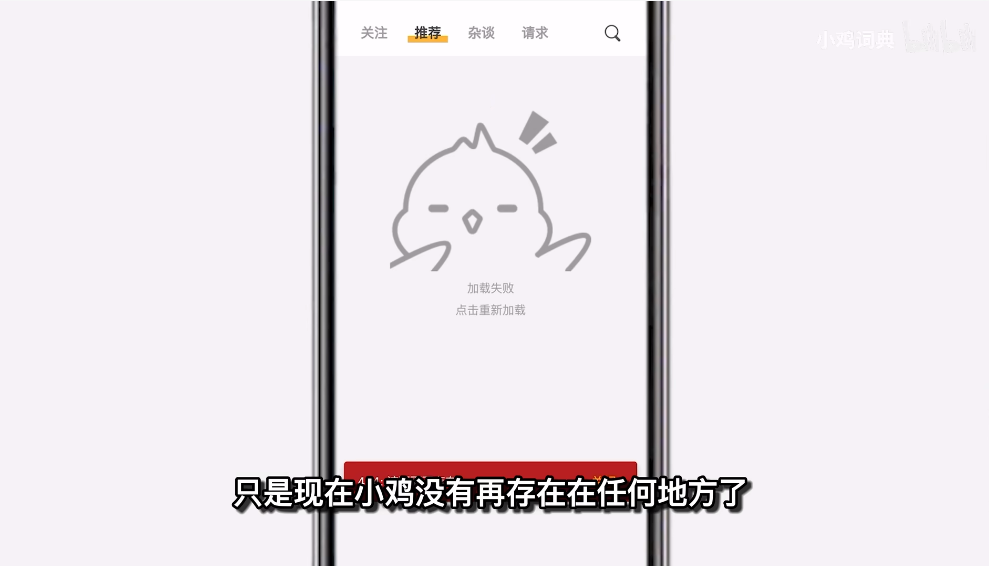 关注 推荐 杂谈 请求
小鸡词典 bilibili
加载失败
点击重新加载
只是现在小鸡没有再存在在任何地方了